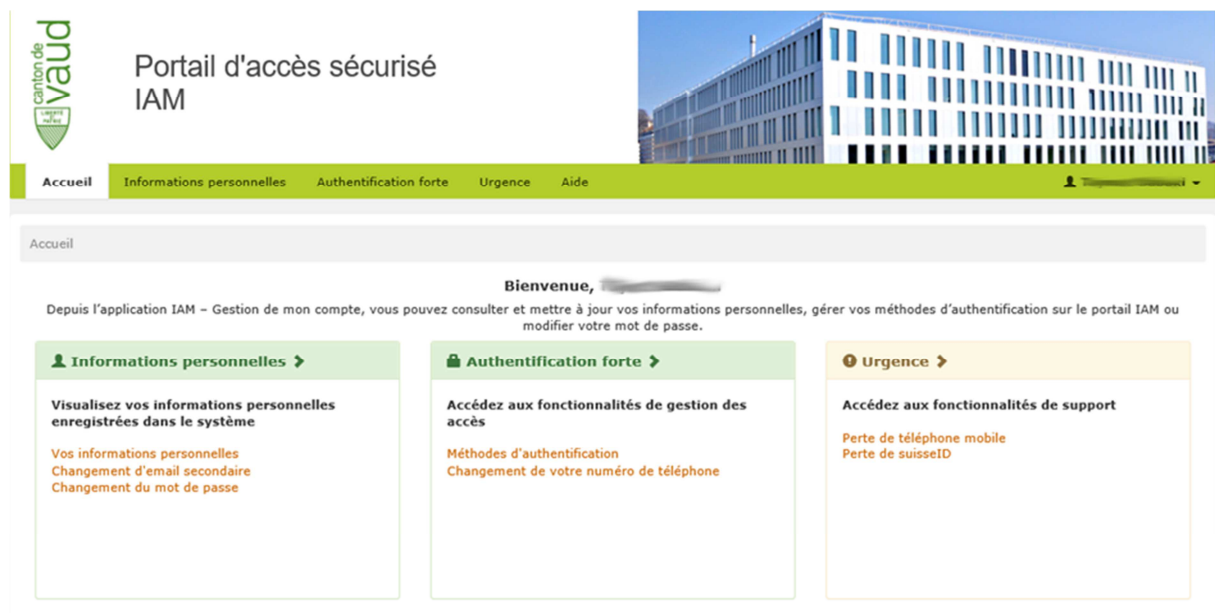 canton de
vaud
LIBERTÉ
ET
PATRIE
Portail d'accès sécurisé
IAM
Accueil Informations personnelles Authentification forte Urgence Aide
Accueil
Bienvenue,
Depuis l'application IAM – Gestion de mon compte, vous pouvez consulter et mettre à jour vos informations personnelles, gérer vos méthodes d'authentification sur le portail IAM ou
modifier votre mot de passe.
Informations personnelles
Visualisez vos informations personnelles
enregistrées dans le système
Vos informations personnelles
Changement d'email secondaire
Changement du mot de passe
Authentification forte
Accédez aux fonctionnalités de gestion des
accès
Méthodes d'authentification
Changement de votre numéro de téléphone
Urgence
Accédez aux fonctionnalités de support
Perte de téléphone mobile
Perte de suisseID